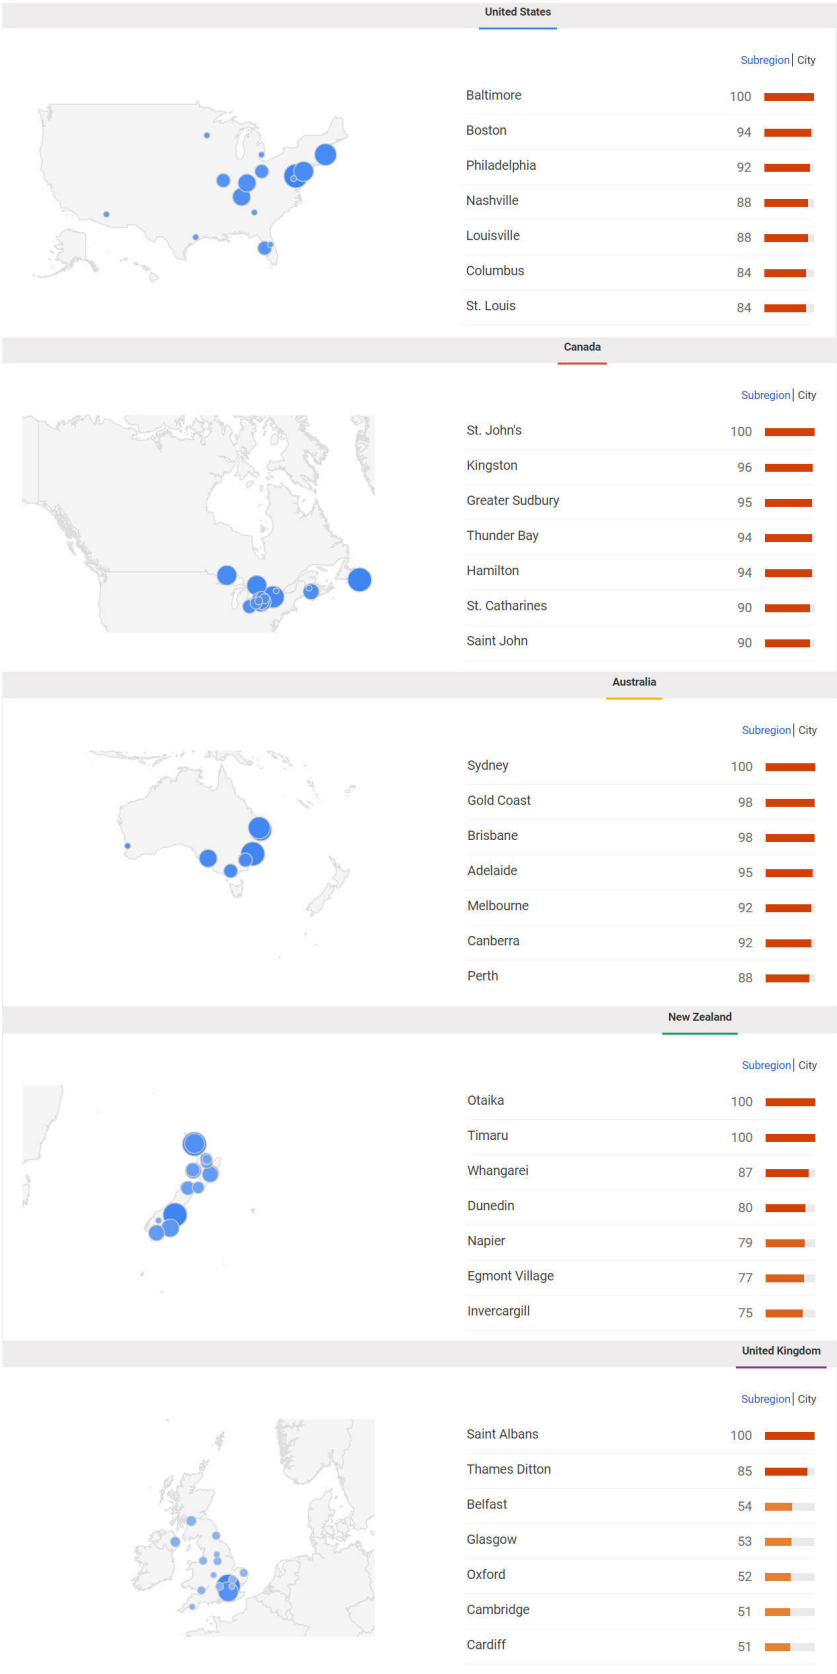 United States
Subregion | City
Baltimore 100
Boston 94
Philadelphia 92
Nashville 88
Louisville 88
Columbus 84
St. Louis 84
Canada
Subregion | City
St. John's 100
Kingston 96
Greater Sudbury 95
Thunder Bay 94
Hamilton 94
St. Catharines 90
Saint John 90
Australia
Subregion | City
Sydney 100
Gold Coast 98
Brisbane 98
Adelaide 95
Melbourne 92
Canberra 92
Perth 88
New Zealand
Subregion | City
Otaika 100
Timaru 100
Whangarei 87
Dunedin 80
Napier 79
Egmont Village 77
Invercargill 75
United Kingdom
Subregion | City
Saint Albans 100
Thames Ditton 85
Belfast 54
Glasgow 53
Oxford 52
Cambridge 51
Cardiff 51